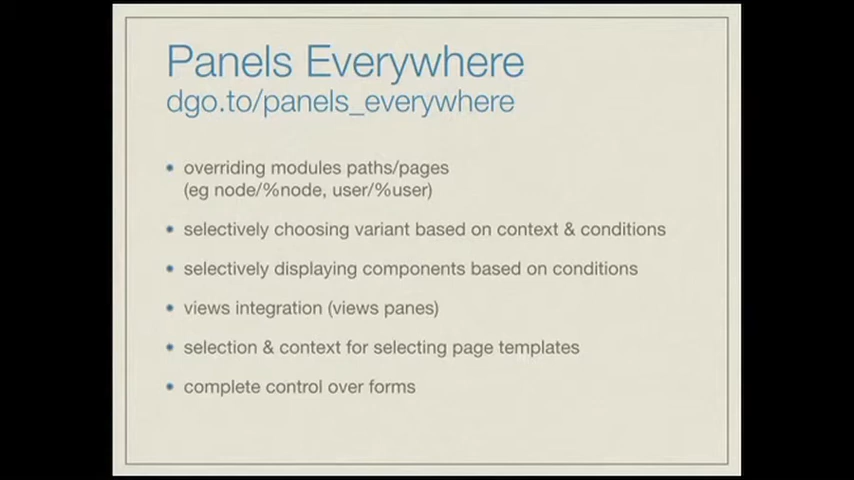 Panels Everywhere
dgo.to/panels_everywhere
overriding modules paths/pages
(eg node/%node, user/%user)
selectively choosing variant based on context & conditions
selectively displaying components based on conditions
views integration (views panes)
selection & context for selecting page templates
complete control over forms